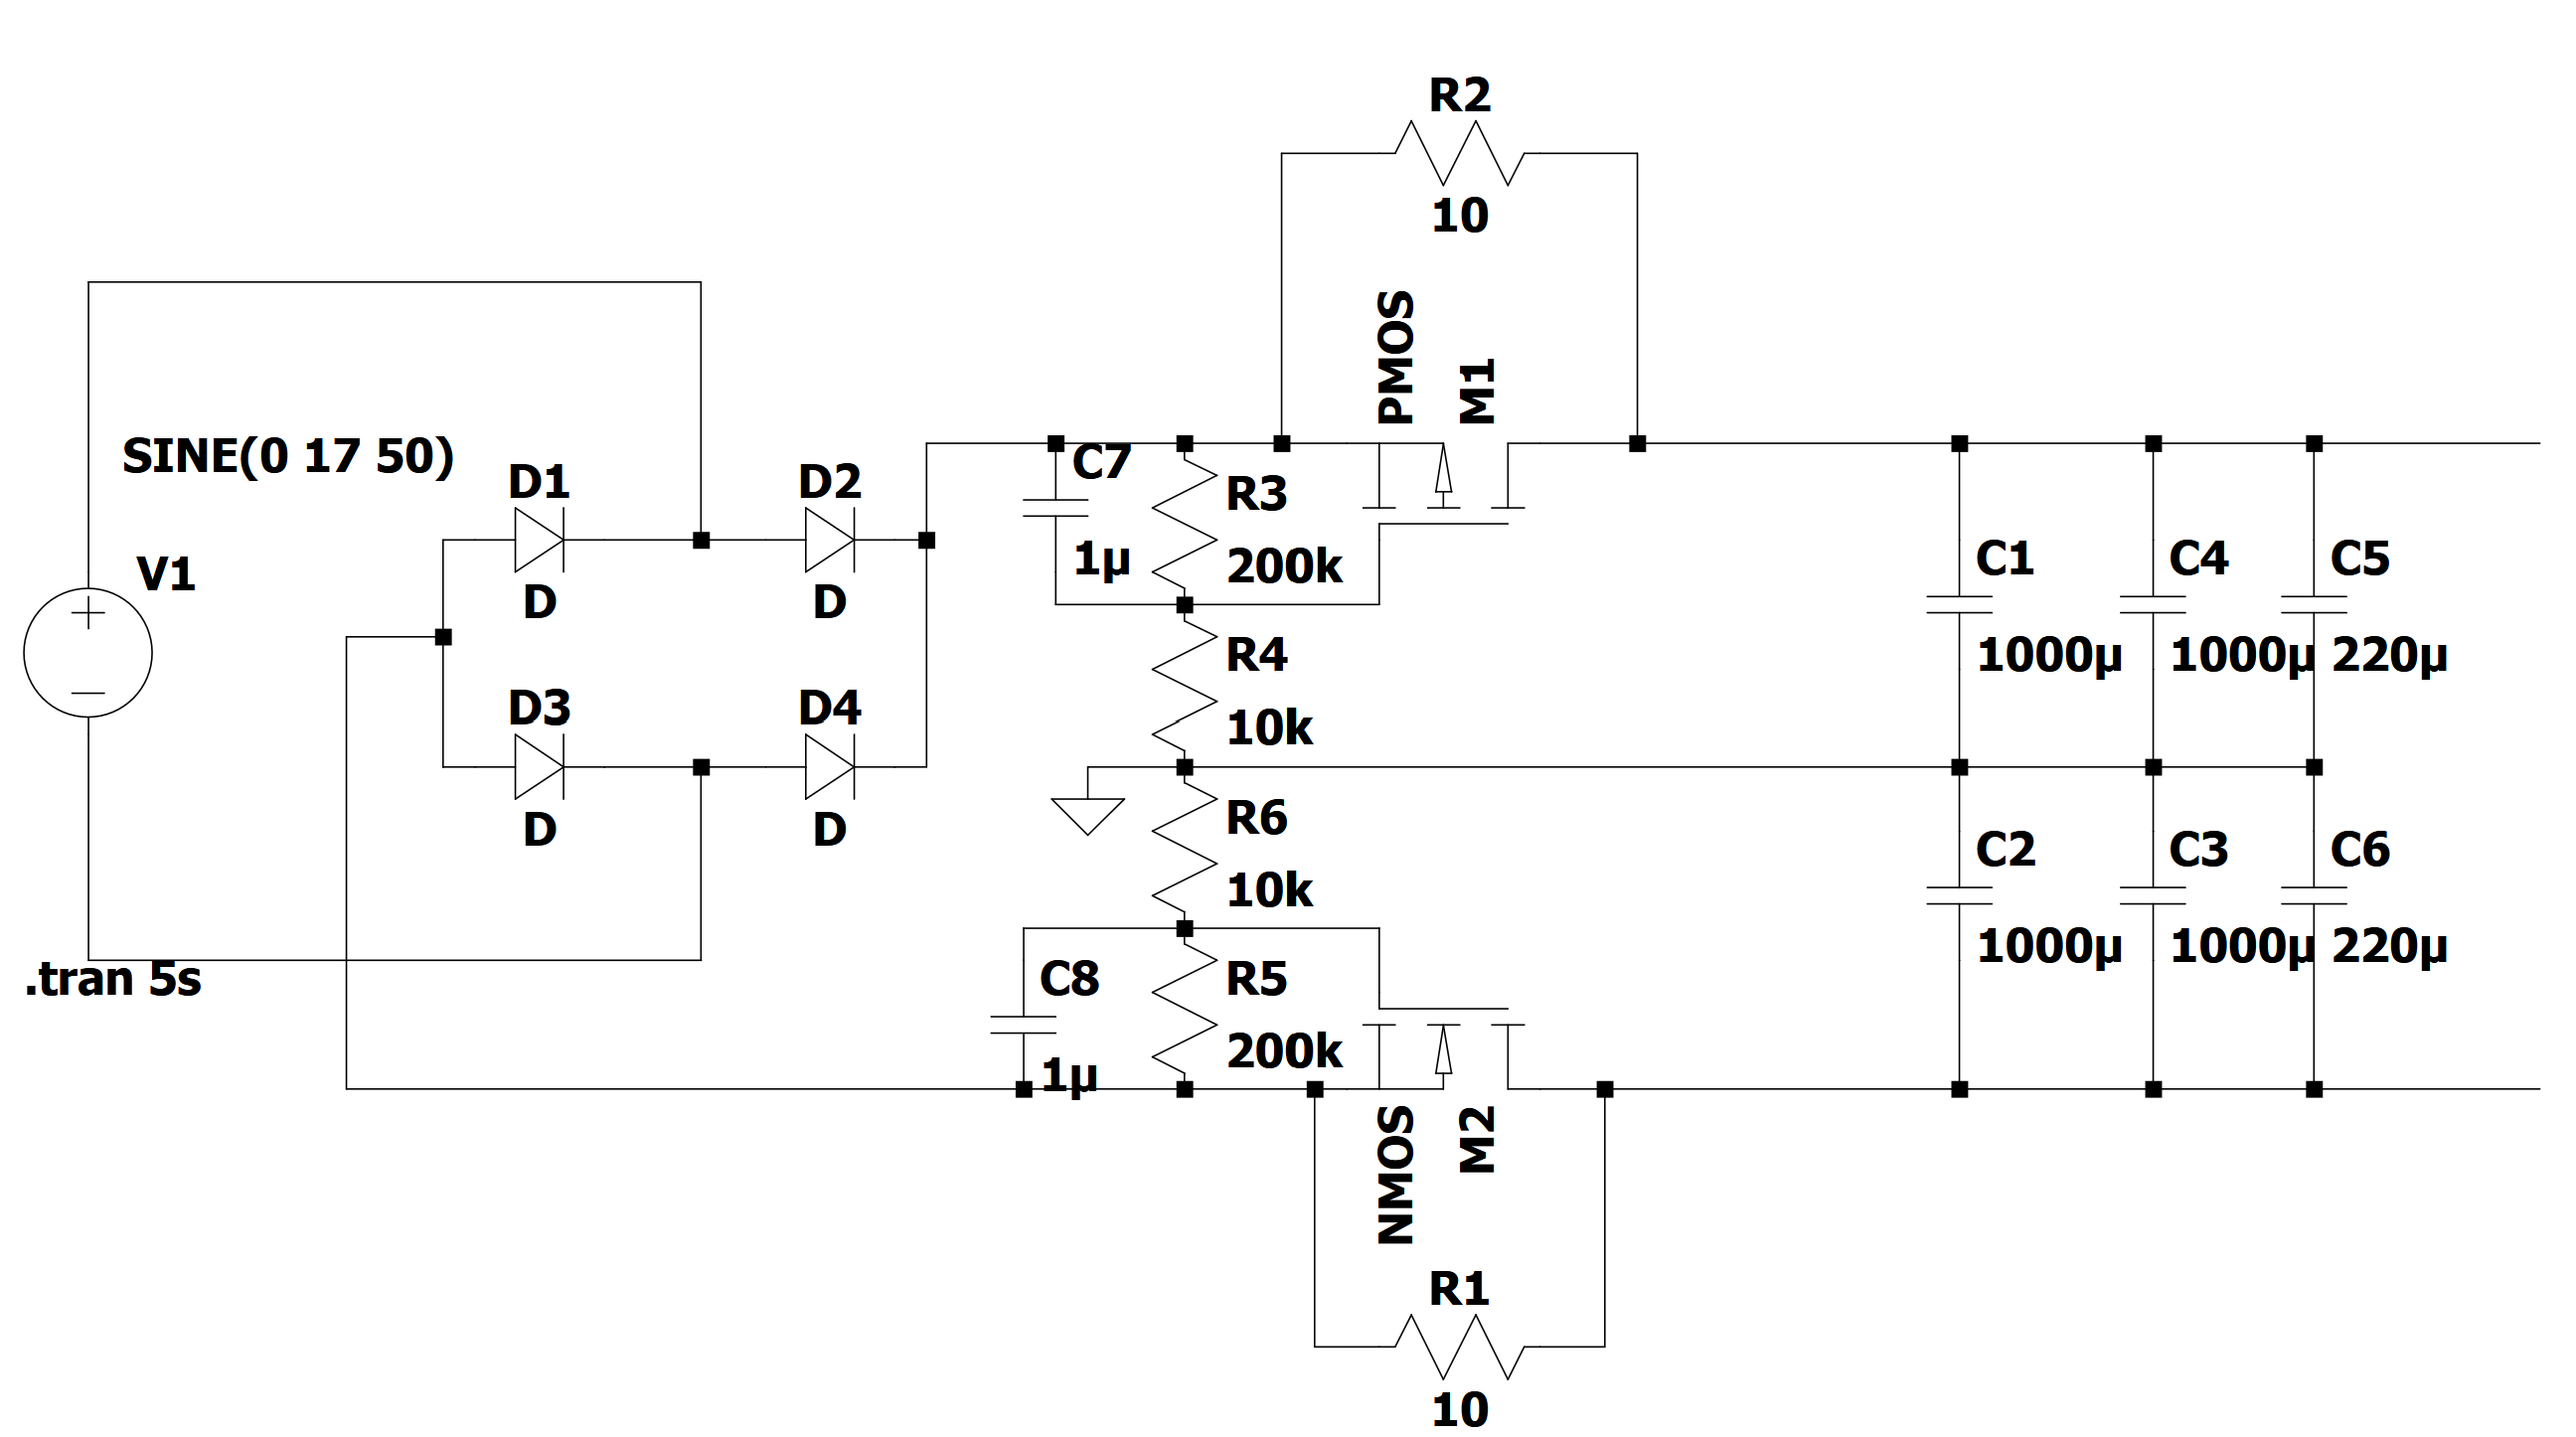 R2
10
PMOS
M1
SINE(0 17 50)
V1
D1
D
D2
D
D3
D
D4
D
.tran 5s
C7
1µ
R3
200k
R4
10k
R6
10k
C8
1µ
R5
200k
NMOS
M2
R1
10
C1
1000µ
C4
1000µ
C5
220µ
C2
1000µ
C3
1000µ
C6
220µ